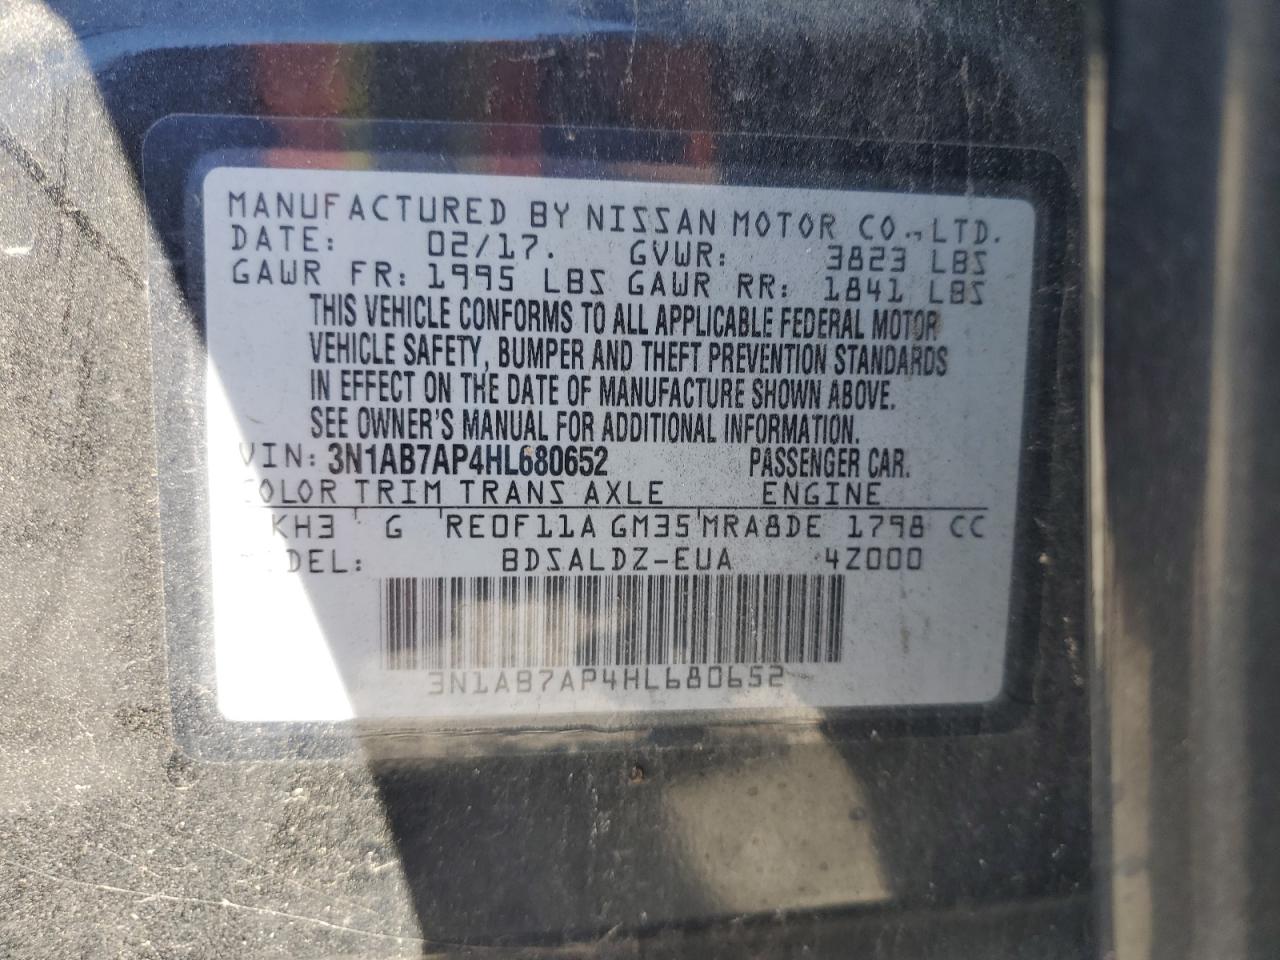 MANUFACTURED BY NISSAN MOTOR CO., LTD.
DATE: 02/17. GVWR: 3823 LBS
GAWR FR: 1995 LBS GAWR RR: 1841 LBS
THIS VEHICLE CONFORMS TO ALL APPLICABLE FEDERAL MOTOR
VEHICLE SAFETY, BUMPER AND THEFT PREVENTION STANDARDS
IN EFFECT ON THE DATE OF MANUFACTURE SHOWN ABOVE.
SEE OWNER'S MANUAL FOR ADDITIONAL INFORMATION.
VIN: 3N1AB7AP4HL680652 PASSENGER CAR.
COLOR TRIM TRANS AXLE ENGINE
KH3 G RE0F11A GM35 MRA8DE 1798 CC
MODEL: BDSALDZ-EUA 4Z000
3N1AB7AP4HL680652